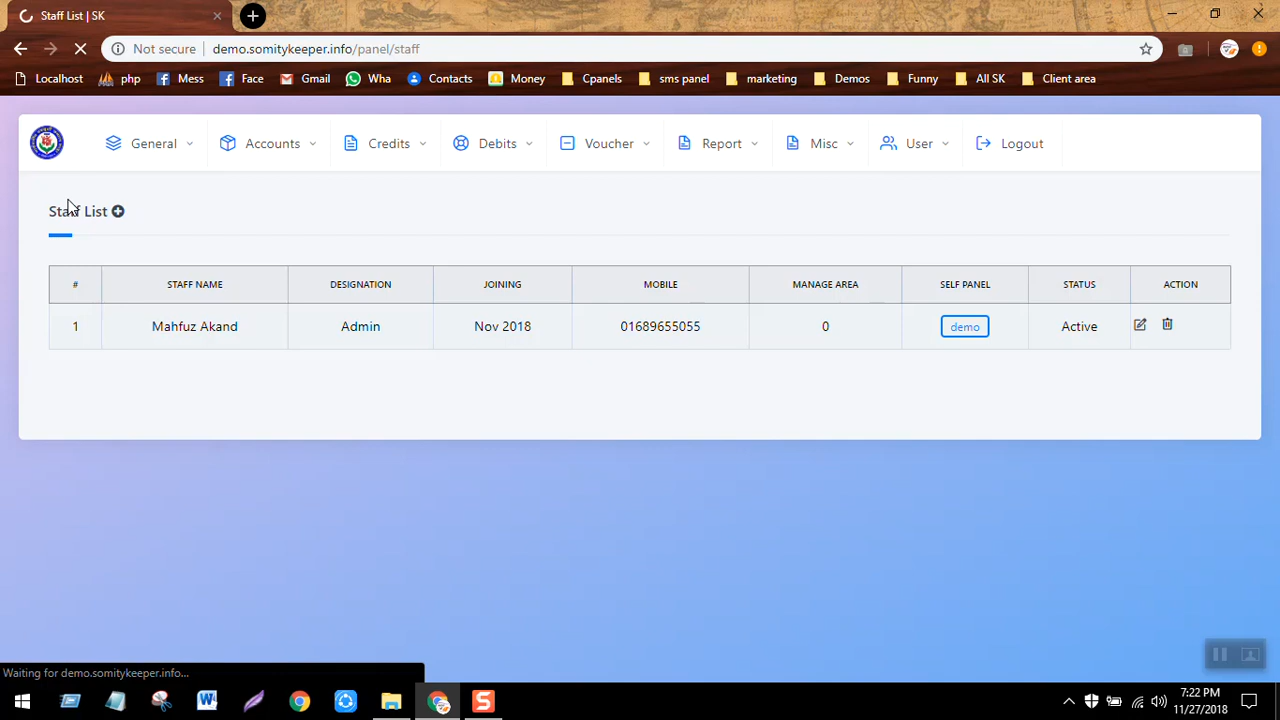 Staff List | SK
Not secure | demo.somitykeeper.info/panel/staff
Localhost php Mess Face Gmail Wha Contacts Money Cpanels sms panel marketing Demos Funny All SK Client area
General Accounts Credits Debits Voucher Report Misc User Logout
Staff List
# STAFF NAME DESIGNATION JOINING MOBILE MANAGE AREA SELF PANEL STATUS ACTION
1 Mahfuz Akand Admin Nov 2018 01689655055 0 demo Active
Waiting for demo.somitykeeper.info...
7:22 PM
11/27/2018